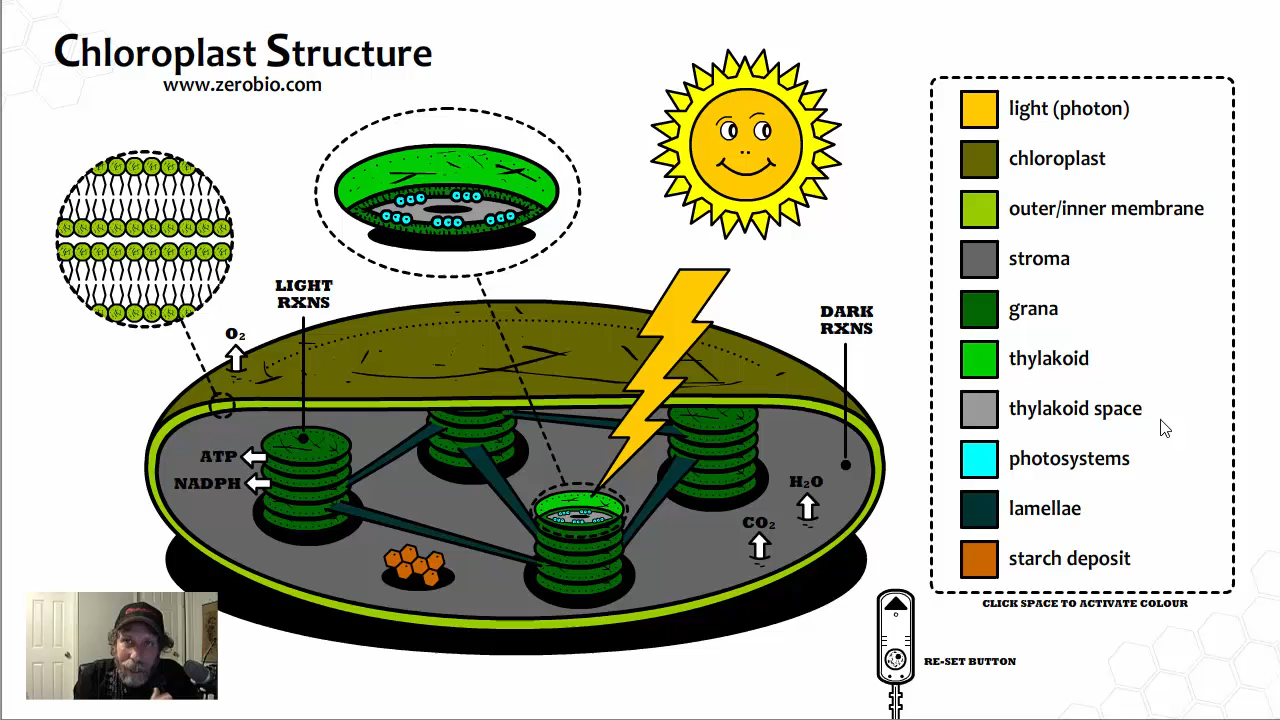 Chloroplast Structure
www.zerobio.com
LIGHT
RXNS
O₂
DARK
RXNS
ATP
NADPH
H₂O
CO₂
light (photon)
chloroplast
outer/inner membrane
stroma
grana
thylakoid
thylakoid space
photosystems
lamellae
starch deposit
CLICK SPACE TO ACTIVATE COLOUR
RE-SET BUTTON